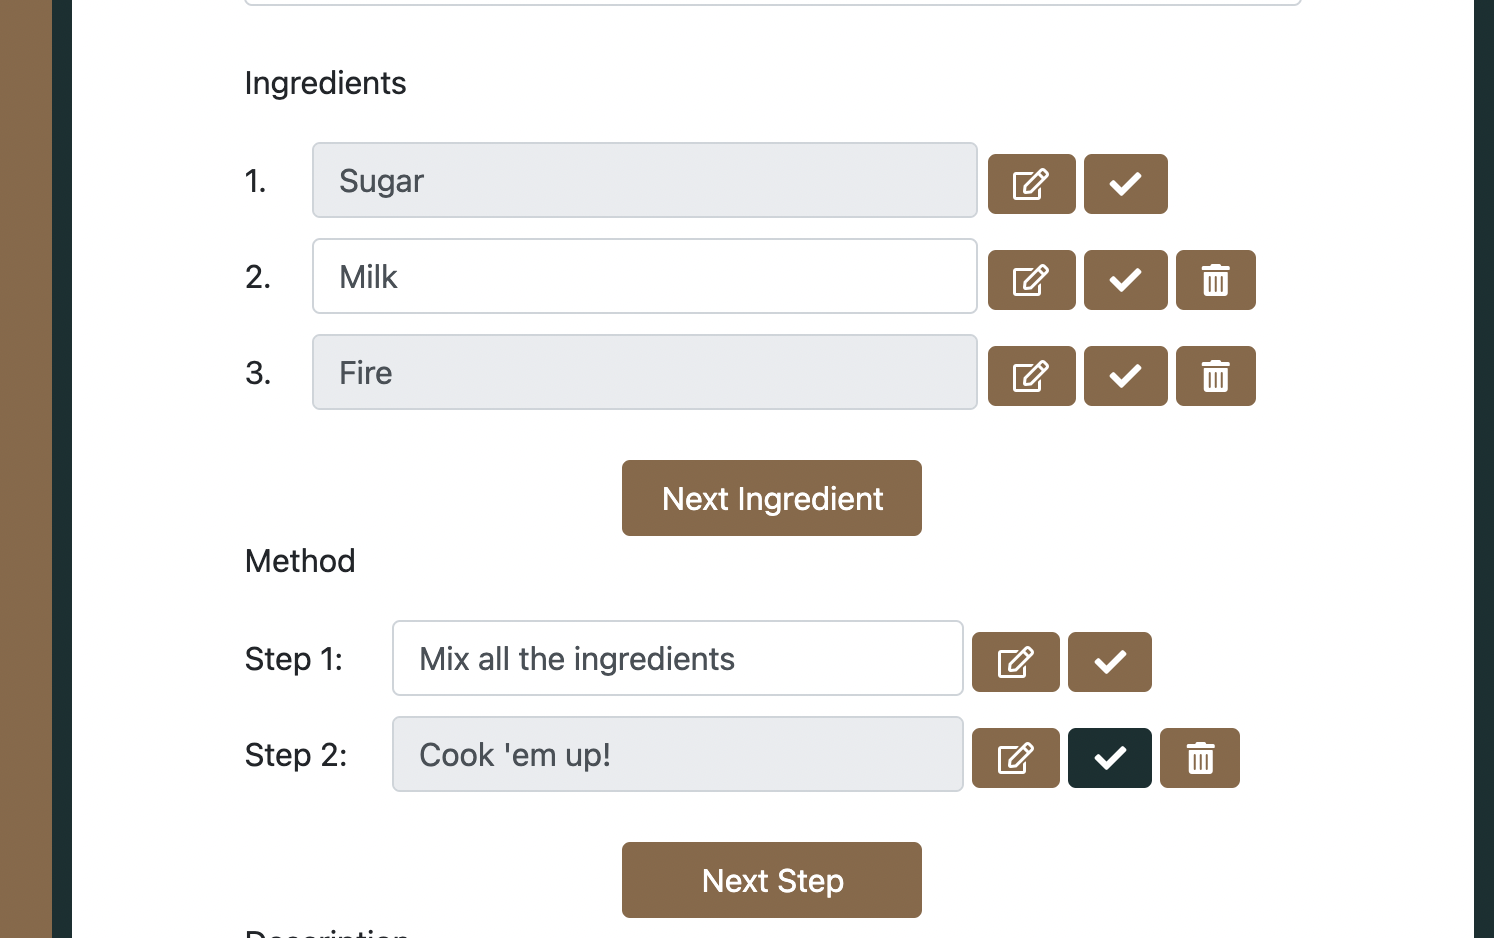 Ingredients
1. Sugar
2. Milk
3. Fire
Next Ingredient
Method
Step 1: Mix all the ingredients
Step 2: Cook 'em up!
Next Step
Description